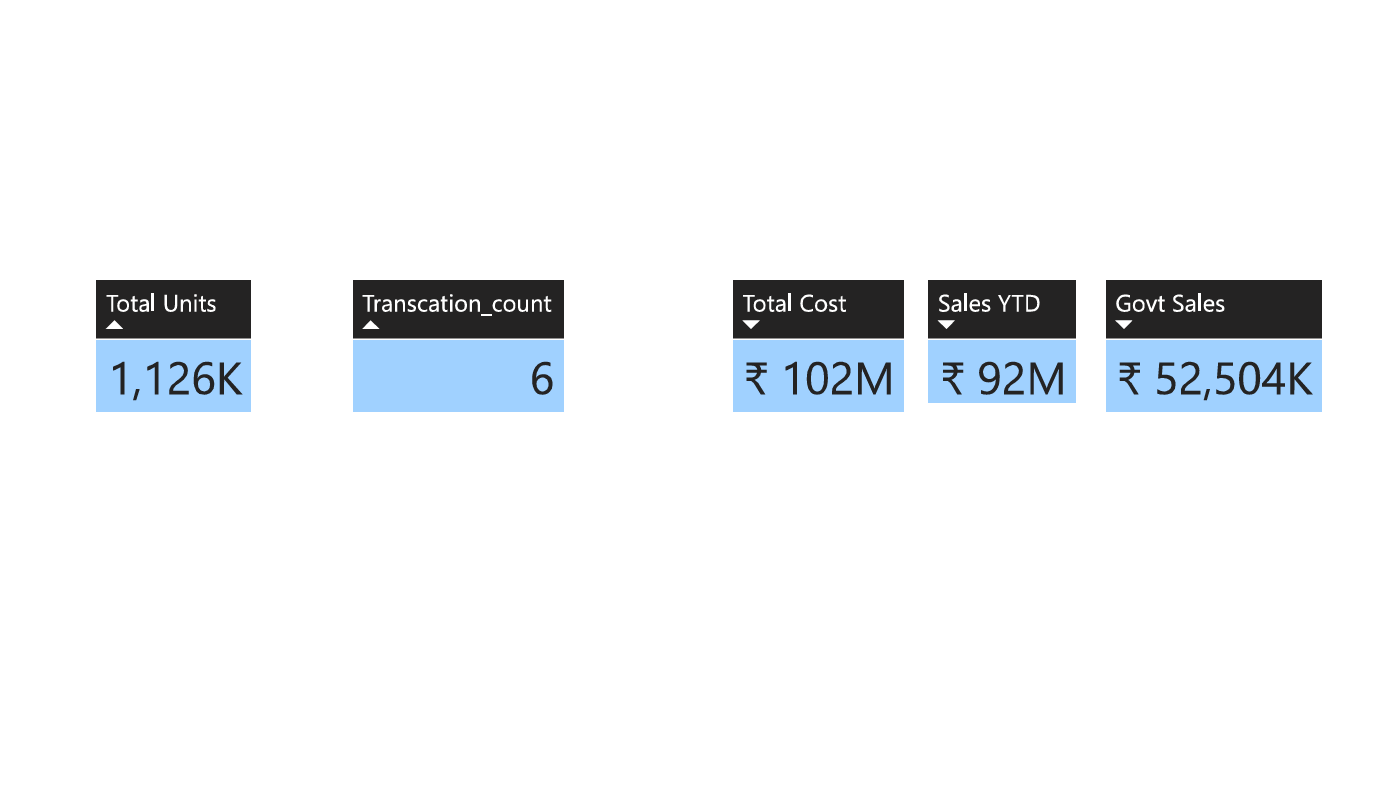 Total Units
1,126K
Transcation_count
6
Total Cost
₹ 102M
Sales YTD
₹ 92M
Govt Sales
₹ 52,504K